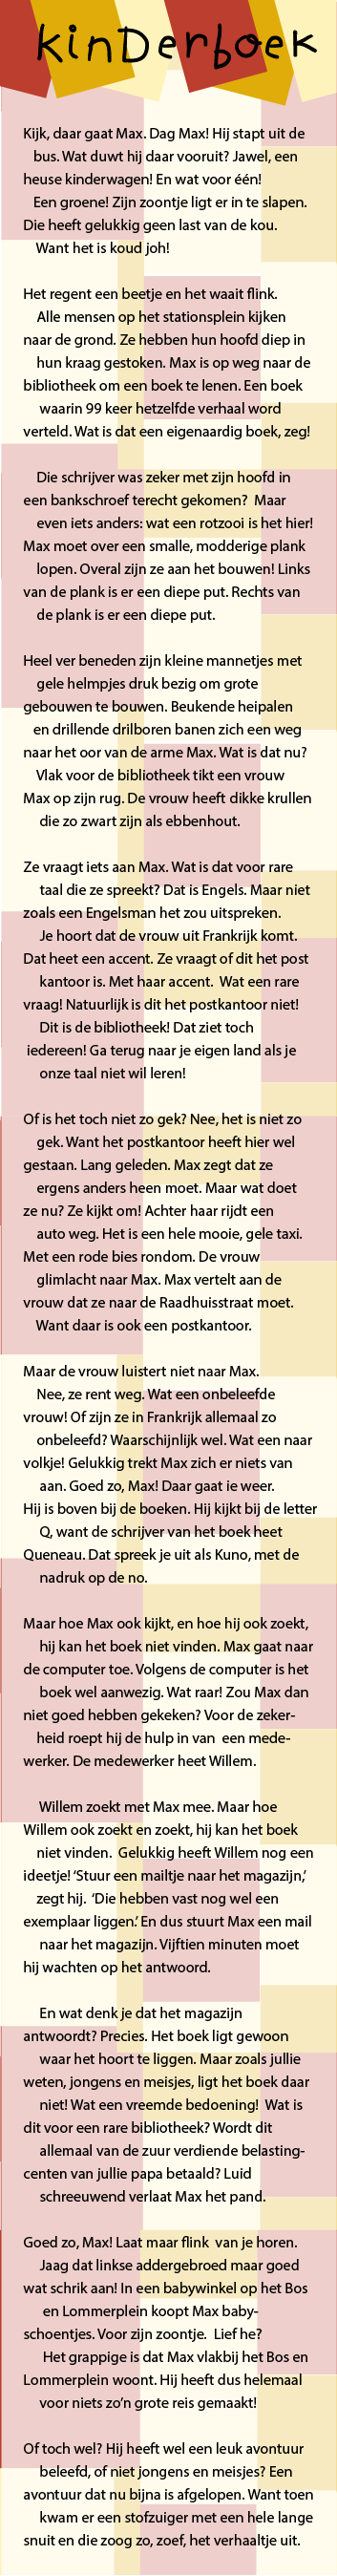 kinderboek
Kijk, daar gaat Max. Dag Max! Hij stapt uit de
bus. Wat duwt hij daar vooruit? Jawel, een
heuse kinderwagen! En wat voor één!
Een groene! Zijn zoontje ligt er in te slapen.
Die heeft gelukkig geen last van de kou.
Want het is koud joh!
Het regent een beetje en het waait flink.
Alle mensen op het stationsplein kijken
naar de grond. Ze hebben hun hoofd diep in
hun kraag gestoken. Max is op weg naar de
bibliotheek om een boek te lenen. Een boek
waarin 99 keer hetzelfde verhaal word
verteld. Wat is dat een eigenaardig boek, zeg!
Die schrijver was zeker met zijn hoofd in
een bankschroef terecht gekomen? Maar
even iets anders: wat een rotzooi is het hier!
Max moet over een smalle, modderige plank
lopen. Overal zijn ze aan het bouwen! Links
van de plank is er een diepe put. Rechts van
de plank is er een diepe put.
Heel ver beneden zijn kleine mannetjes met
gele helmpjes druk bezig om grote
gebouwen te bouwen. Beukende heipalen
en drillende drilboren banen zich een weg
naar het oor van de arme Max. Wat is dat nu?
Vlak voor de bibliotheek tikt een vrouw
Max op zijn rug. De vrouw heeft dikke krullen
die zo zwart zijn als ebbenhout.
Ze vraagt iets aan Max. Wat is dat voor rare
taal die ze spreekt? Dat is Engels. Maar niet
zoals een Engelsman het zou uitspreken.
Je hoort dat de vrouw uit Frankrijk komt.
Dat heet een accent. Ze vraagt of dit het post
kantoor is. Met haar accent. Wat een rare
vraag! Natuurlijk is dit het postkantoor niet!
Dit is de bibliotheek! Dat ziet toch
iedereen! Ga terug naar je eigen land als je
onze taal niet wil leren!
Of is het toch niet zo gek? Nee, het is niet zo
gek. Want het postkantoor heeft hier wel
gestaan. Lang geleden. Max zegt dat ze
ergens anders heen moet. Maar wat doet
ze nu? Ze kijkt om! Achter haar rijdt een
auto weg. Het is een hele mooie, gele taxi.
Met een rode bies rondom. De vrouw
glimlacht naar Max. Max vertelt aan de
vrouw dat ze naar de Raadhuisstraat moet.
Want daar is ook een postkantoor.
Maar de vrouw luistert niet naar Max.
Nee, ze rent weg. Wat een onbeleefde
vrouw! Of zijn ze in Frankrijk allemaal zo
onbeleefd? Waarschijnlijk wel. Wat een naar
volkje! Gelukkig trekt Max zich er niets van
aan. Goed zo, Max! Daar gaat ie weer.
Hij is boven bij de boeken. Hij kijkt bij de letter
Q, want de schrijver van het boek heet
Queneau. Dat spreek je uit als Kuno, met de
nadruk op de no.
Maar hoe Max ook kijkt, en hoe hij ook zoekt,
hij kan het boek niet vinden. Max gaat naar
de computer toe. Volgens de computer is het
boek wel aanwezig. Wat raar! Zou Max dan
niet goed hebben gekeken? Voor de zeker-
heid roept hij de hulp in van een mede-
werker. De medewerker heet Willem.
Willem zoekt met Max mee. Maar hoe
Willem ook zoekt en zoekt, hij kan het boek
niet vinden. Gelukkig heeft Willem nog een
ideetje! ‘Stuur een mailtje naar het magazijn,’
zegt hij. ‘Die hebben vast nog wel een
exemplaar liggen.’ En dus stuurt Max een mail
naar het magazijn. Vijftien minuten moet
hij wachten op het antwoord.
En wat denk je dat het magazijn
antwoordt? Precies. Het boek ligt gewoon
waar het hoort te liggen. Maar zoals jullie
weten, jongens en meisjes, ligt het boek daar
niet! Wat een vreemde bedoening! Wat is
dit voor een rare bibliotheek? Wordt dit
allemaal van de zuur verdiende belasting-
centen van jullie papa betaald? Luid
schreeuwend verlaat Max het pand.
Goed zo, Max! Laat maar flink van je horen.
Jaag dat linkse addergebroed maar goed
wat schrik aan! In een babywinkel op het Bos
en Lommerplein koopt Max baby-
schoentjes. Voor zijn zoontje. Lief he?
Het grappige is dat Max vlakbij het Bos en
Lommerplein woont. Hij heeft dus helemaal
voor niets zo’n grote reis gemaakt!
Of toch wel? Hij heeft wel een leuk avontuur
beleefd, of niet jongens en meisjes? Een
avontuur dat nu bijna is afgelopen. Want toen
kwam er een stofzuiger met een hele lange
snuit en die zoog zo, zoef, het verhaaltje uit.